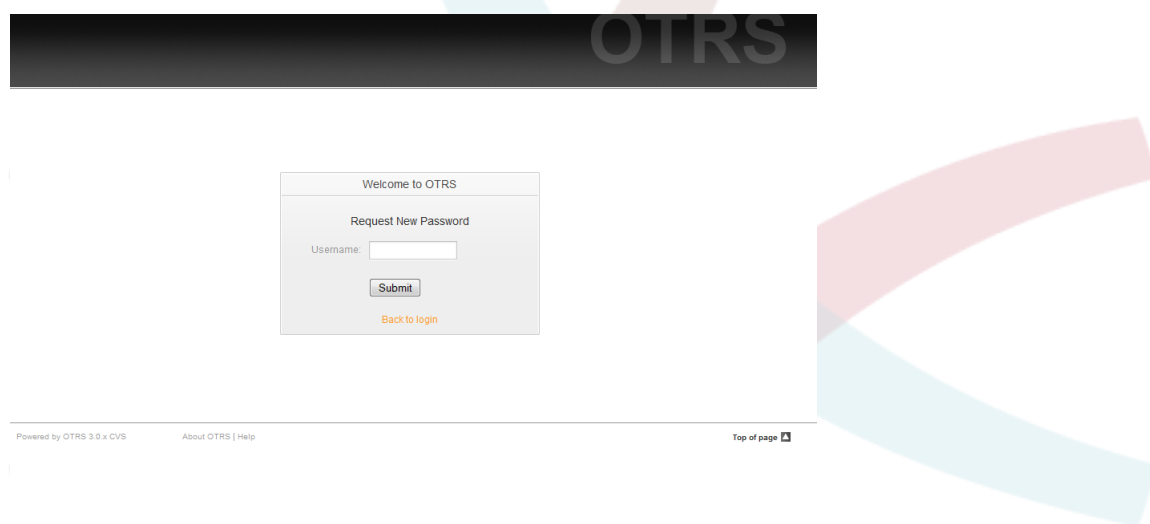 OTRS
Welcome to OTRS
Request New Password
Username:
Submit
Back to login
Powered by OTRS 3.0.x CVS About OTRS | Help Top of page